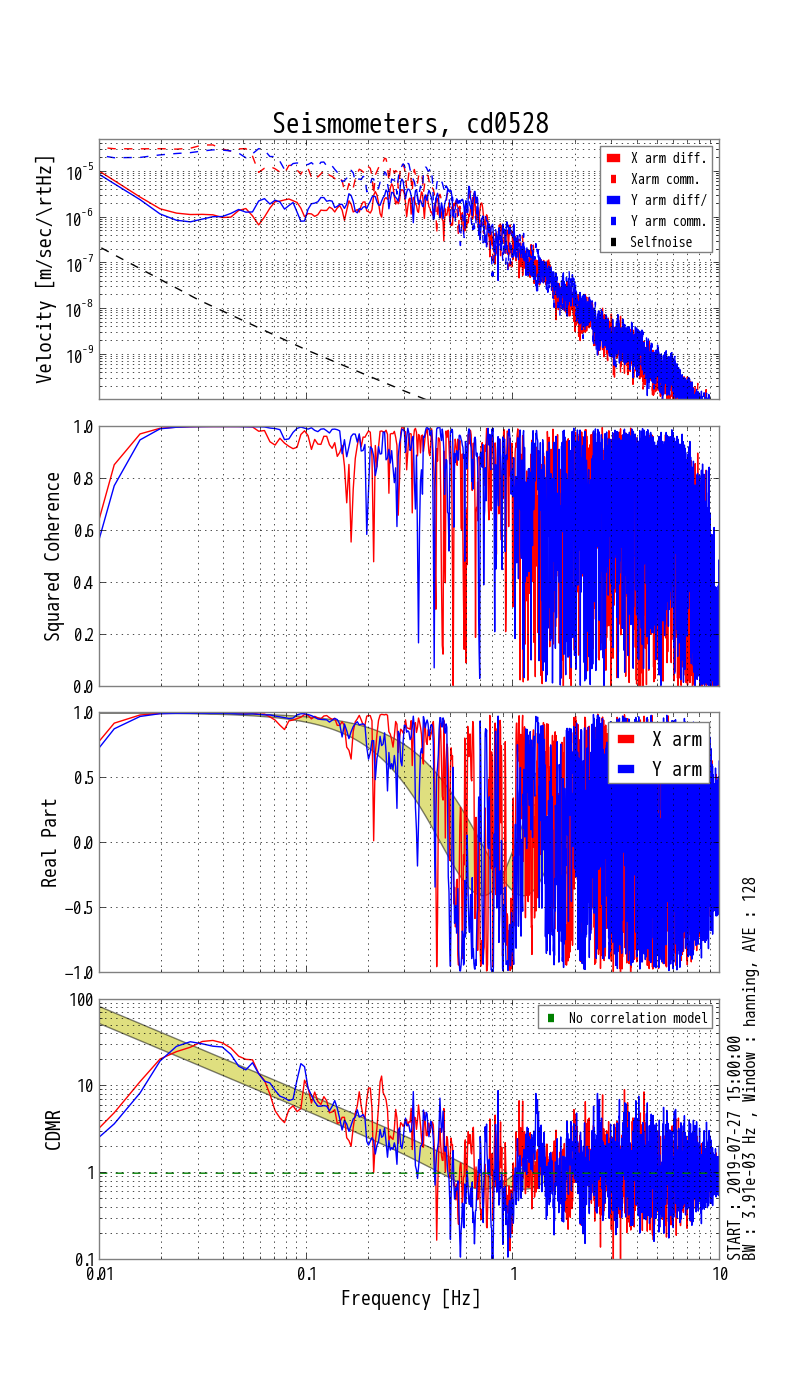 Seismometers, cd0528
Velocity [m/sec/\rtHz]
10^-5
10^-6
10^-7
10^-8
10^-9
X arm diff.
Xarm comm.
Y arm diff/
Y arm comm.
Selfnoise
Squared Coherence
1.0
0.8
0.6
0.4
0.2
0.0
Real Part
1.0
0.5
0.0
−0.5
−1.0
X arm
Y arm
CDMR
100
10
1
0.1
No correlation model
0.01
0.1
1
10
Frequency [Hz]
START : 2019-07-27 15:00:00
BW : 3.91e-03 Hz , Window : hanning, AVE : 128